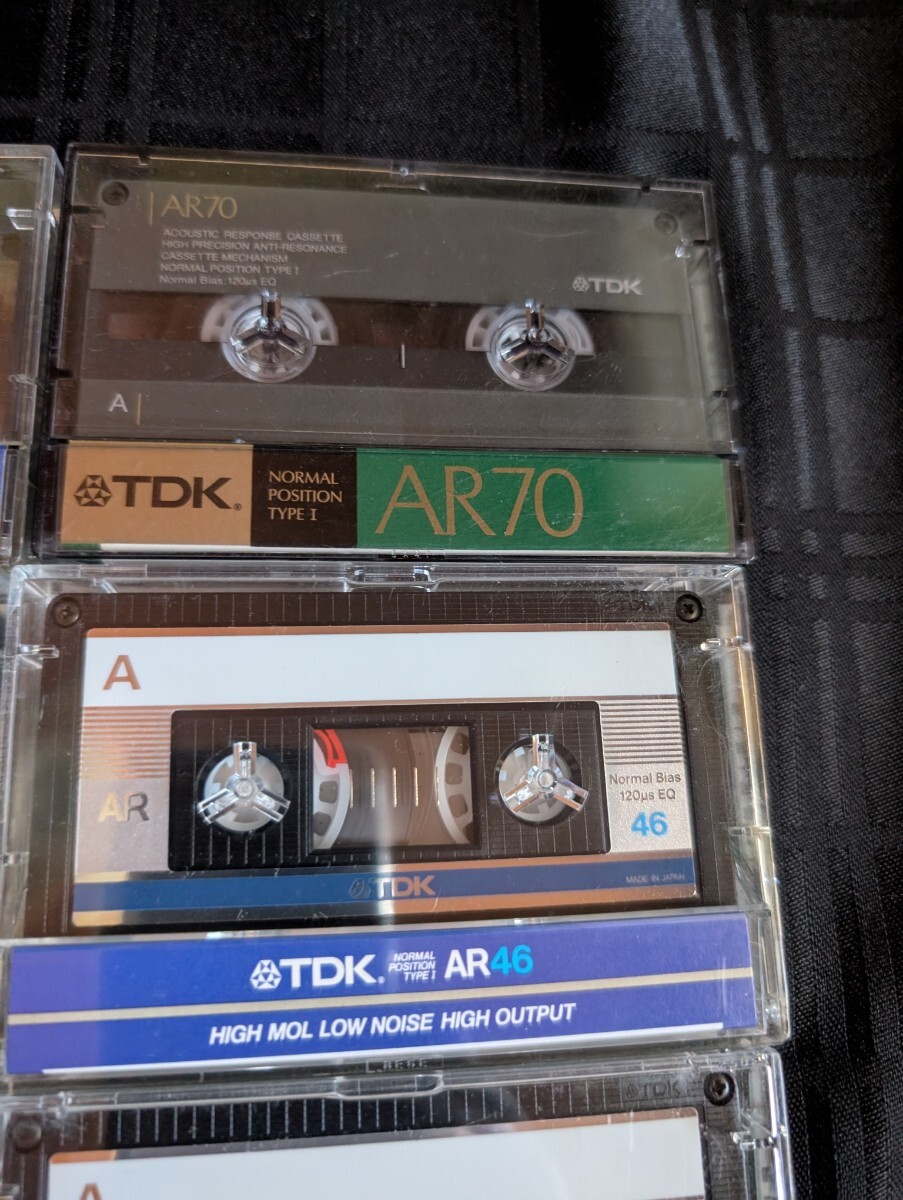 AR70
ACOUSTIC RESPONSE CASSETTE
HIGH PRECISION ANTI-RESONANCE
CASSETTE MECHANISM
NORMAL POSITION TYPE I
Normal Bias:120µs EQ
TDK
A
TDK®
NORMAL
POSITION
TYPE I
AR70
TDK
A
AR
Normal Bias
120µs EQ
46
TDK
MADE IN JAPAN
TDK®
NORMAL
POSITION
TYPE I
AR46
HIGH MOL LOW NOISE HIGH OUTPUT
TDK
A